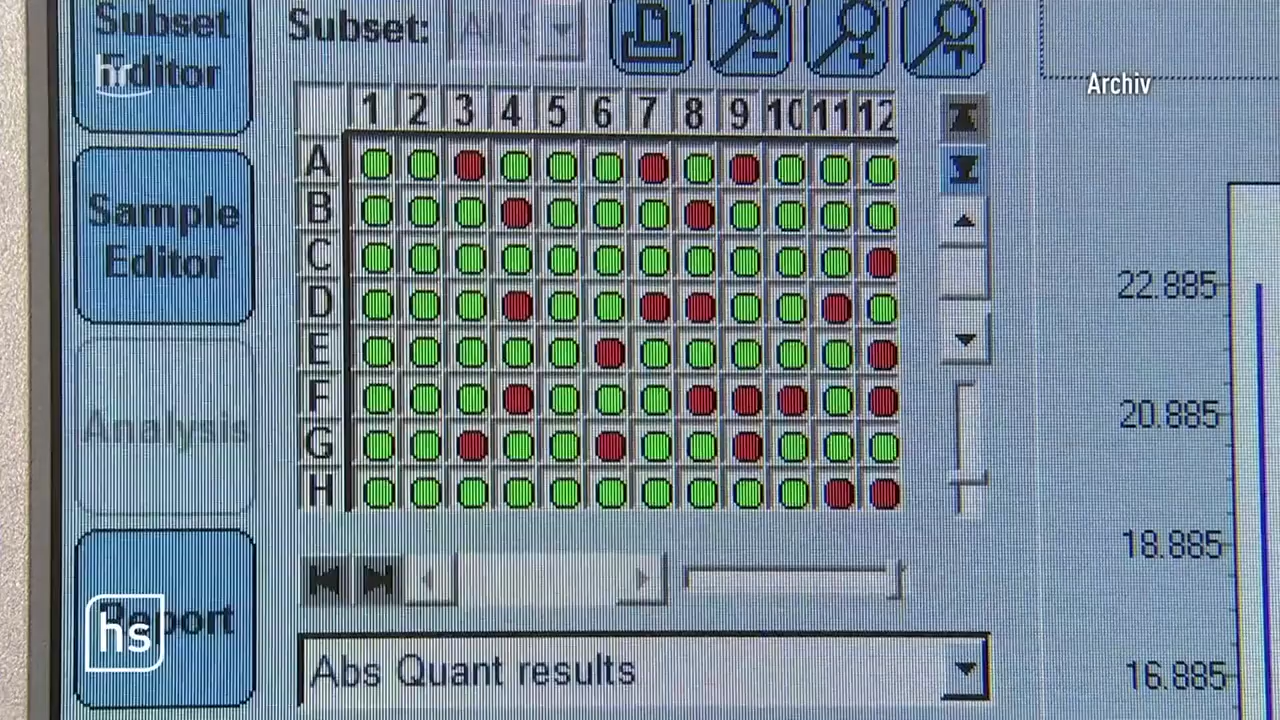 Subset
Editor
hr
Subset:
All S
Archiv
1 2 3 4 5 6 7 8 9 10 11 12
A
B
C
D
E
F
G
H
Sample
Editor
Analysis
Report
hs
Abs Quant results
22.885
20.885
18.885
16.885